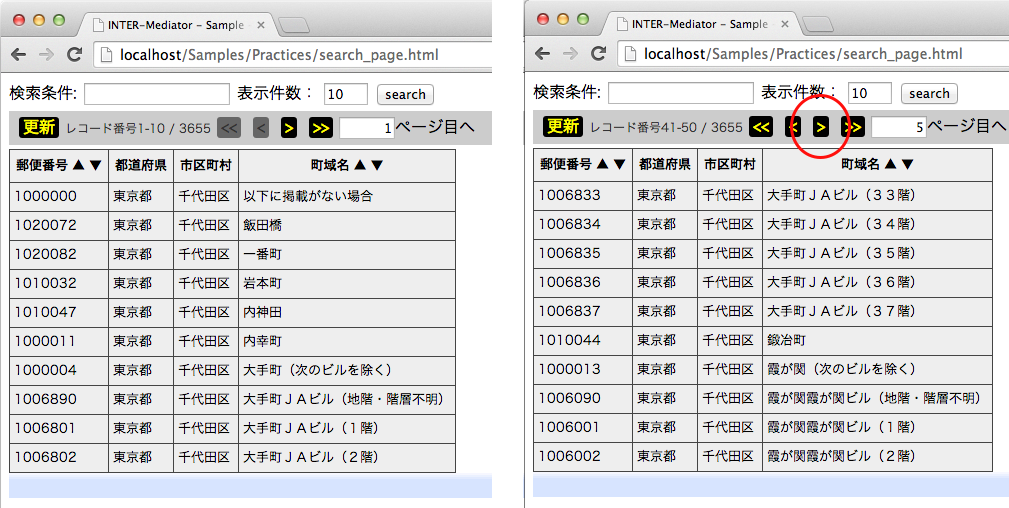 INTER-Mediator - Sample
localhost/Samples/Practices/search_page.html
検索条件: 表示件数： 10 search
更新 レコード番号1-10 / 3655 << < > >> 1 ページ目へ
郵便番号 ▲ ▼ 都道府県 市区町村 町域名 ▲ ▼
1000000 東京都 千代田区 以下に掲載がない場合
1020072 東京都 千代田区 飯田橋
1020082 東京都 千代田区 一番町
1010032 東京都 千代田区 岩本町
1010047 東京都 千代田区 内神田
1000011 東京都 千代田区 内幸町
1000004 東京都 千代田区 大手町（次のビルを除く）
1006890 東京都 千代田区 大手町ＪＡビル（地階・階層不明）
1006801 東京都 千代田区 大手町ＪＡビル（１階）
1006802 東京都 千代田区 大手町ＪＡビル（２階）
INTER-Mediator - Sample
localhost/Samples/Practices/search_page.html
検索条件: 表示件数： 10 search
更新 レコード番号41-50 / 3655 << < > >> 5 ページ目へ
郵便番号 ▲ ▼ 都道府県 市区町村 町域名 ▲ ▼
1006833 東京都 千代田区 大手町ＪＡビル（３３階）
1006834 東京都 千代田区 大手町ＪＡビル（３４階）
1006835 東京都 千代田区 大手町ＪＡビル（３５階）
1006836 東京都 千代田区 大手町ＪＡビル（３６階）
1006837 東京都 千代田区 大手町ＪＡビル（３７階）
1010044 東京都 千代田区 鍛冶町
1000013 東京都 千代田区 霞が関（次のビルを除く）
1006090 東京都 千代田区 霞が関霞が関ビル（地階・階層不明）
1006001 東京都 千代田区 霞が関霞が関ビル（１階）
1006002 東京都 千代田区 霞が関霞が関ビル（２階）